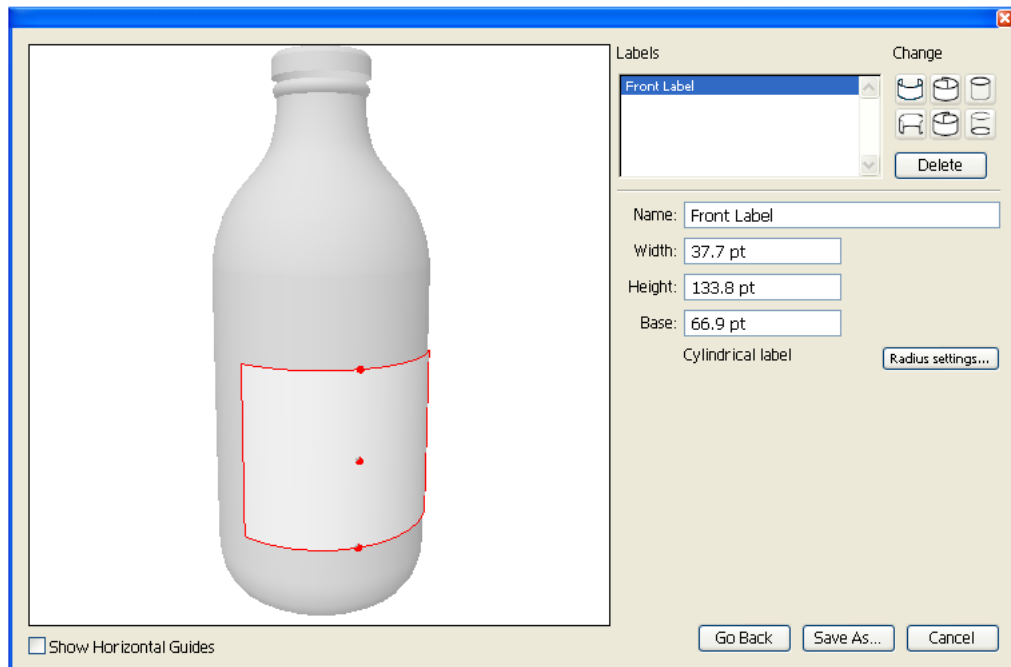 Labels
Change
Front Label
Delete
Name: Front Label
Width: 37.7 pt
Height: 133.8 pt
Base: 66.9 pt
Cylindrical label
Radius settings...
Show Horizontal Guides
Go Back
Save As...
Cancel